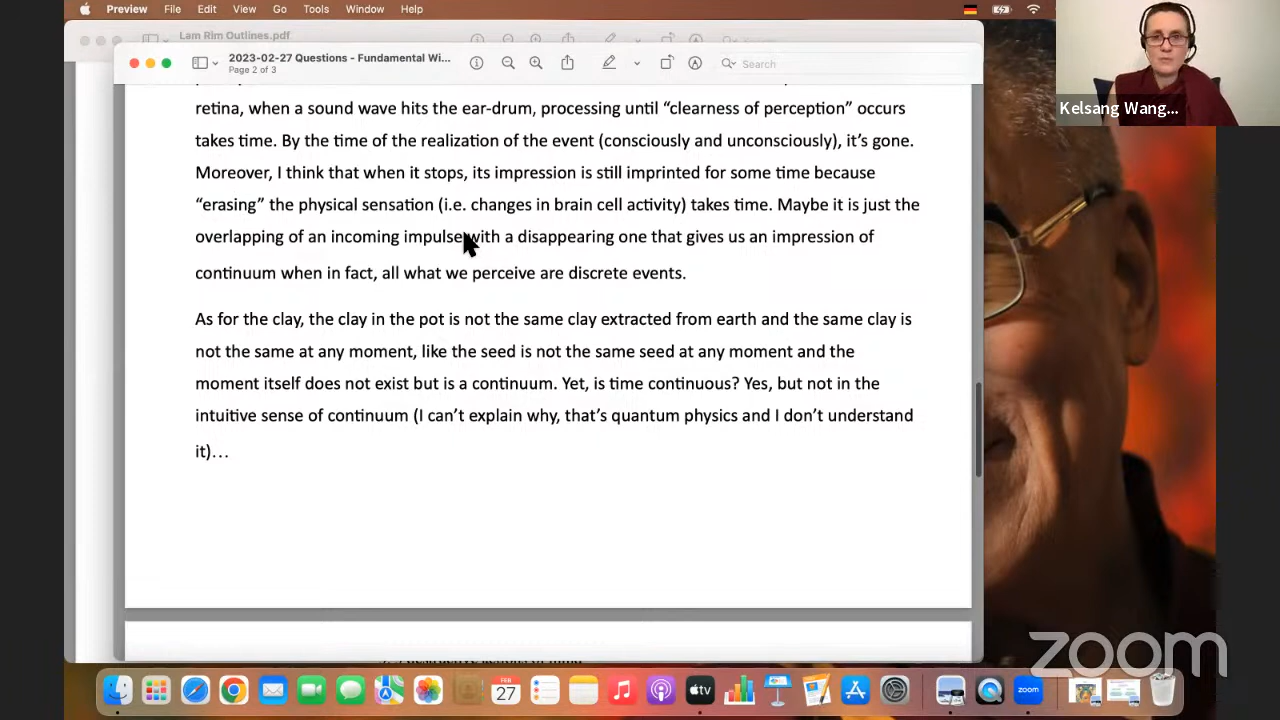 Preview File Edit View Go Tools Window Help
Lam Rim Outlines.pdf
2023-02-27 Questions - Fundamental Wi...
Page 2 of 3
Search
Kelsang Wang...
retina, when a sound wave hits the ear-drum, processing until “clearness of perception” occurs
takes time. By the time of the realization of the event (consciously and unconsciously), it’s gone.
Moreover, I think that when it stops, its impression is still imprinted for some time because
“erasing” the physical sensation (i.e. changes in brain cell activity) takes time. Maybe it is just the
overlapping of an incoming impulse with a disappearing one that gives us an impression of
continuum when in fact, all what we perceive are discrete events.
As for the clay, the clay in the pot is not the same clay extracted from earth and the same clay is
not the same at any moment, like the seed is not the same seed at any moment and the
moment itself does not exist but is a continuum. Yet, is time continuous? Yes, but not in the
intuitive sense of continuum (I can’t explain why, that’s quantum physics and I don’t understand
it)…
zoom
FEB
27
tv
zoom